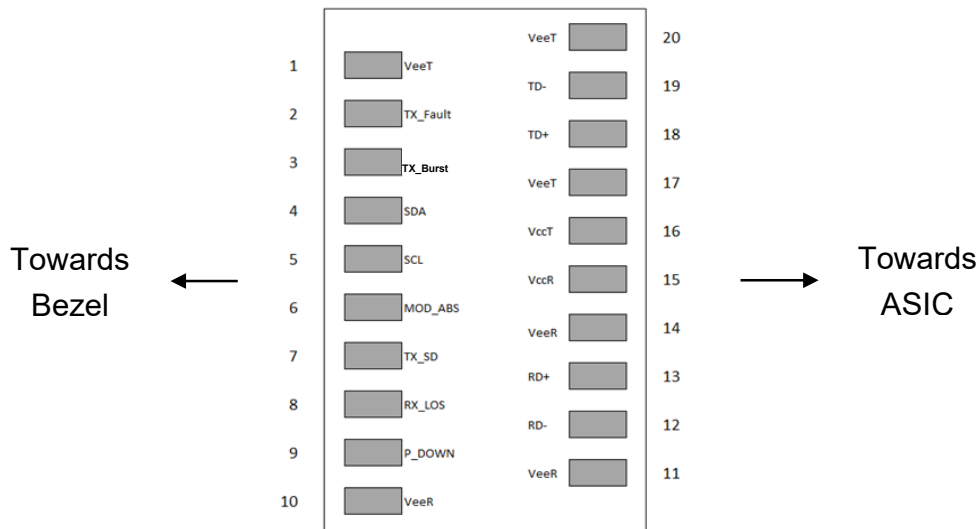 VeeT 20
1 VeeT
TD- 19
2 TX_Fault
TD+ 18
3 TX_Burst
VeeT 17
4 SDA
VccT 16
Towards
Bezel
5 SCL
VccR 15
Towards
ASIC
6 MOD_ABS
VeeR 14
7 TX_SD
RD+ 13
8 RX_LOS
RD- 12
9 P_DOWN
VeeR 11
10 VeeR